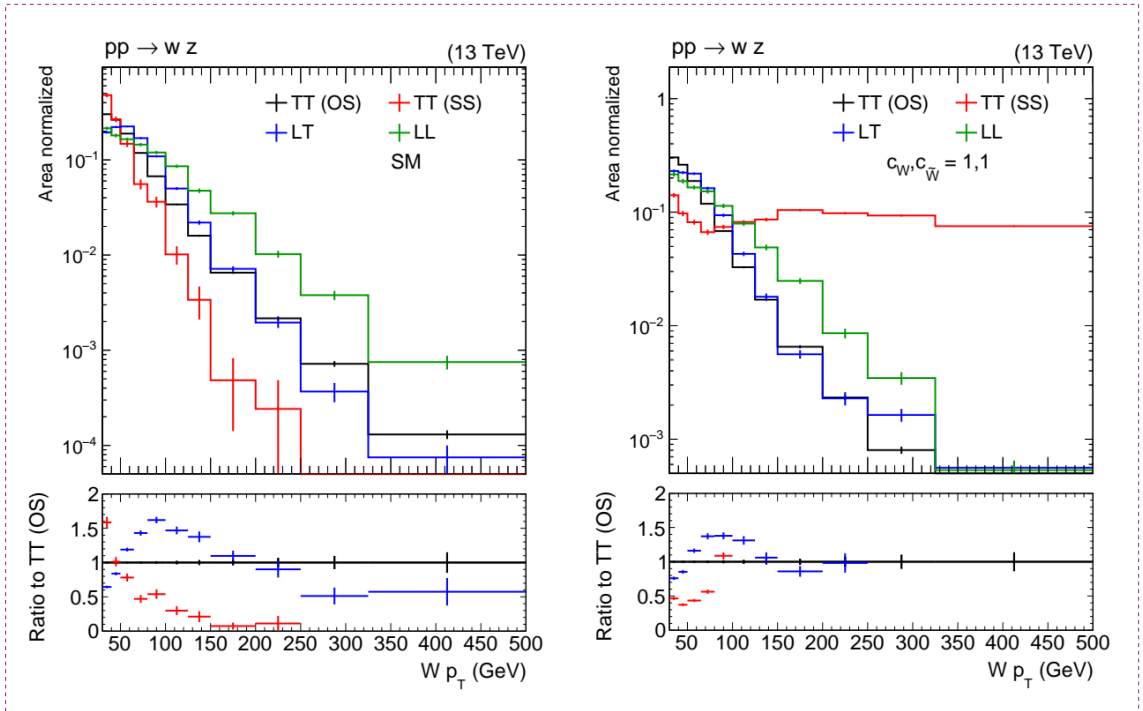 pp → w z (13 TeV)
Area normalized
TT (OS) TT (SS)
LT LL
SM
10⁻¹
10⁻²
10⁻³
10⁻⁴
Ratio to TT (OS)
2
1.5
1
0.5
0
50 100 150 200 250 300 350 400 450 500
W p_T (GeV)
pp → w z (13 TeV)
Area normalized
TT (OS) TT (SS)
LT LL
c_W,c_W̃ = 1,1
1
10⁻¹
10⁻²
10⁻³
Ratio to TT (OS)
2
1.5
1
0.5
0
50 100 150 200 250 300 350 400 450 500
W p_T (GeV)